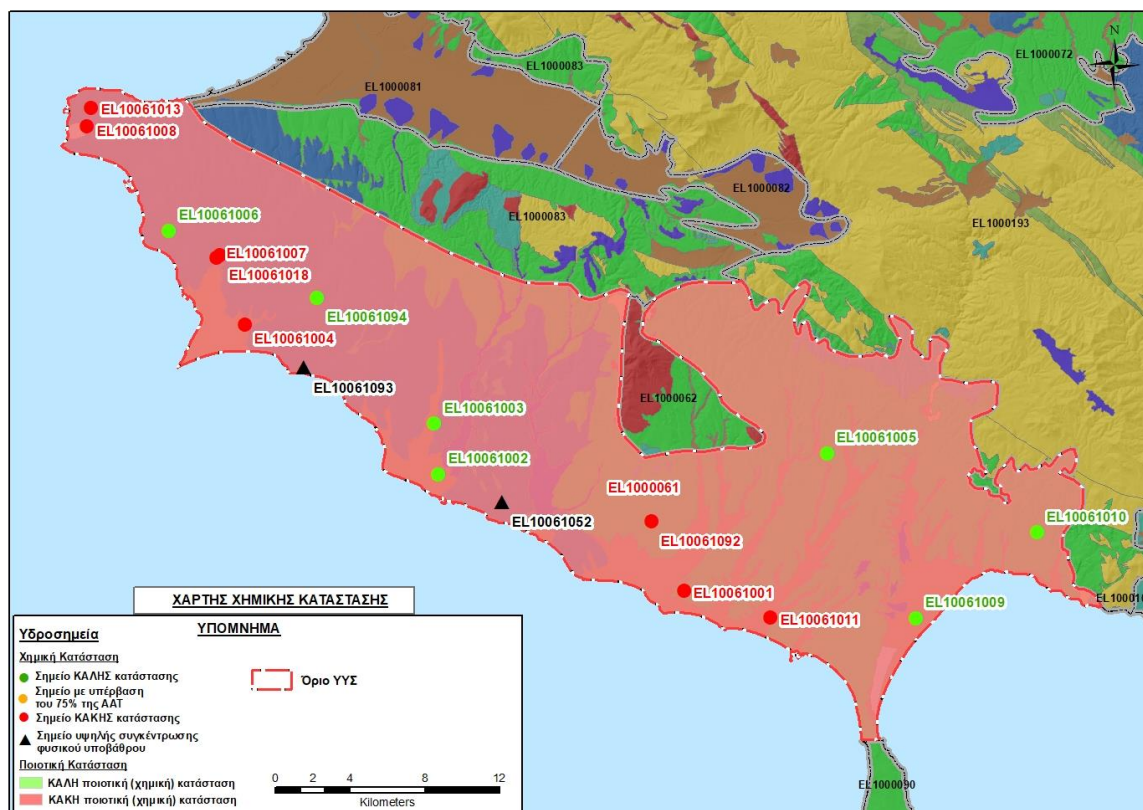 N
EL1000072
EL1000083
EL1000081
EL10061013
EL10061008
EL1000082
EL1000083
EL1000193
EL10061006
EL10061007
EL10061018
EL10061094
EL10061004
EL10061093
EL1000062
EL10061003
EL10061005
EL10061002
EL1000061
EL10061052
EL10061010
EL10061092
EL10061001
EL10061011
EL10061009
EL1000090
ΧΑΡΤΗΣ ΧΗΜΙΚΗΣ ΚΑΤΑΣΤΑΣΗΣ
ΥΠΟΜΝΗΜΑ
Υδροσημεία
Χημική Κατάσταση
Σημείο ΚΑΛΗΣ κατάστασης
Σημείο με υπέρβαση
του 75% της ΑΑΤ
Σημείο ΚΑΚΗΣ κατάστασης
Σημείο υψηλής συγκέντρωσης
φυσικού υποβάθρου
Ποιοτική Κατάσταση
ΚΑΛΗ ποιοτική (χημική) κατάσταση
ΚΑΚΗ ποιοτική (χημική) κατάσταση
Όριο ΥΥΣ
0 2 4 8 12
Kilometers